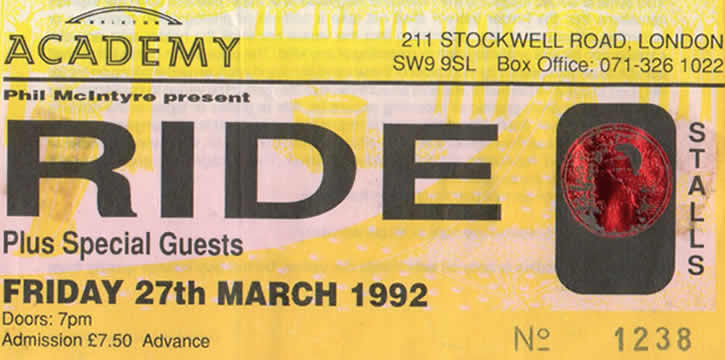 BRIXTON
ACADEMY
211 STOCKWELL ROAD, LONDON
SW9 9SL Box Office: 071-326 1022
Phil McIntyre present
RIDE
STALLS
Plus Special Guests
FRIDAY 27th MARCH 1992
Doors: 7pm
Admission £7.50 Advance
Nº 1238